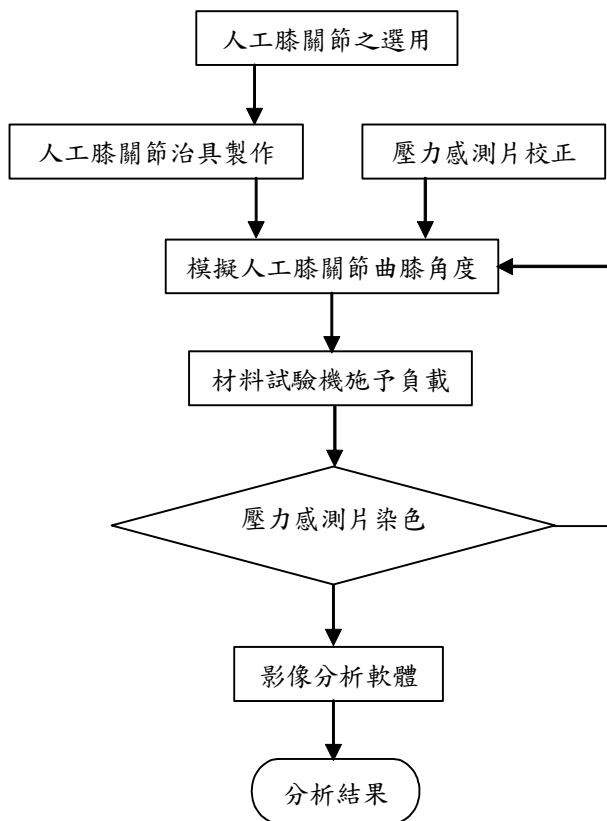 人工膝關節之選用
人工膝關節治具製作
壓力感測片校正
模擬人工膝關節曲膝角度
材料試驗機施予負載
壓力感測片染色
影像分析軟體
分析結果